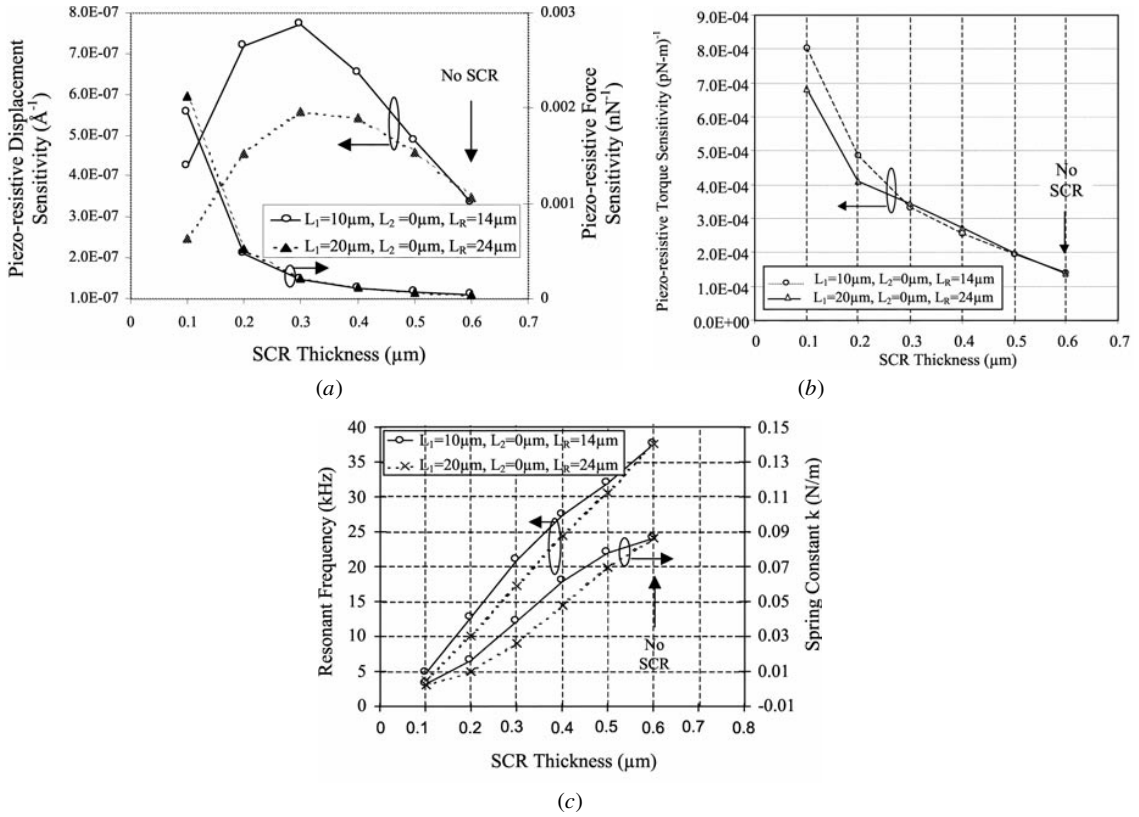 8.0E-07
7.0E-07
6.0E-07
5.0E-07
4.0E-07
3.0E-07
2.0E-07
1.0E-07
Piezo-resistive Displacement
Sensitivity (Å⁻¹)
0.003
0.002
0.001
0
Piezo-resistive Force
Sensitivity (nN⁻¹)
No SCR
L₁=10µm, L₂ =0µm, L_R=14µm
L₁=20µm, L₂ =0µm, L_R=24µm
0 0.1 0.2 0.3 0.4 0.5 0.6 0.7
SCR Thickness (µm)
(a)
Piezo-resistive Torque Sensitivity (pN-m)⁻¹
9.0E-04
8.0E-04
7.0E-04
6.0E-04
5.0E-04
4.0E-04
3.0E-04
2.0E-04
1.0E-04
0.0E+00
No
SCR
L₁=10µm, L₂=0µm, L_R=14µm
L₁=20µm, L₂=0µm, L_R=24µm
0 0.1 0.2 0.3 0.4 0.5 0.6 0.7
SCR Thickness (µm)
(b)
40
35
30
25
20
15
10
5
0
Resonant Frequency (kHz)
L₁=10µm, L₂=0µm, L_R=14µm
L₁=20µm, L₂=0µm, L_R=24µm
0.15
0.13
0.11
0.09
0.07
0.05
0.03
0.01
-0.01
Spring Constant k (N/m)
No
SCR
0 0.1 0.2 0.3 0.4 0.5 0.6 0.7 0.8
SCR Thickness (µm)
(c)